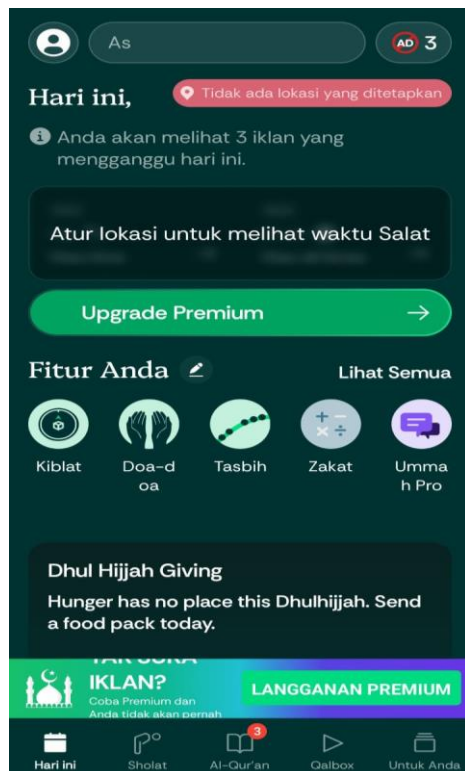 As
AD 3
Hari ini,
Tidak ada lokasi yang ditetapkan
Anda akan melihat 3 iklan yang
mengganggu hari ini.
Atur lokasi untuk melihat waktu Salat
Upgrade Premium
Fitur Anda
Lihat Semua
Kiblat
Doa-d
oa
Tasbih
Zakat
Umma
h Pro
Dhul Hijjah Giving
Hunger has no place this Dhulhijjah. Send
a food pack today.
TAK SUKA
IKLAN?
Coba Premium dan
Anda tidak akan pernah
LANGGANAN PREMIUM
3
Hari ini
Sholat
Al-Qur'an
Qalbox
Untuk Anda